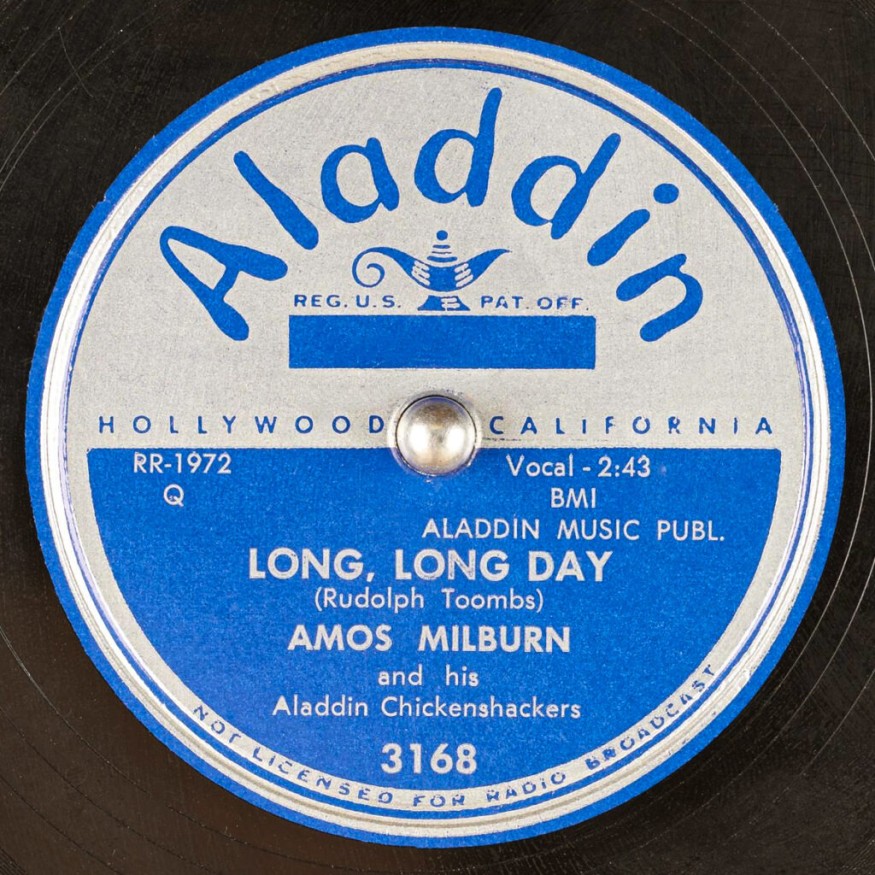 Aladdin
REG. U.S. PAT. OFF.
HOLLYWOOD CALIFORNIA
RR-1972 Vocal - 2:43
Q BMI
ALADDIN MUSIC PUBL.
LONG, LONG DAY
(Rudolph Toombs)
AMOS MILBURN
and his
Aladdin Chickenshackers
3168
NOT LICENSED FOR RADIO BROADCAST